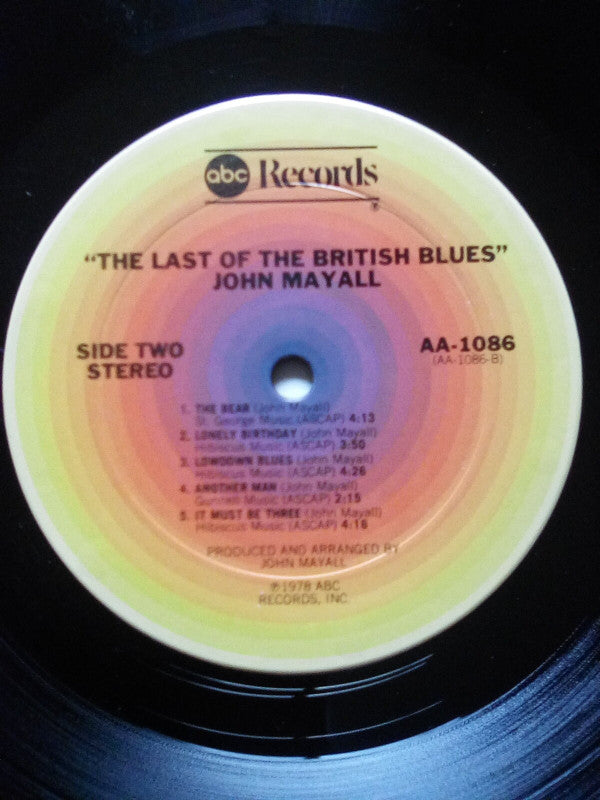 abc Records
"THE LAST OF THE BRITISH BLUES"
JOHN MAYALL
SIDE TWO
STEREO
AA-1086
(AA-1086-B)
1. THE BEAR (John Mayall)
St. George Music (ASCAP) 4:13
2. LONELY BIRTHDAY (John Mayall)
Hibiscus Music (ASCAP) 3:50
3. LOWDOWN BLUES (John Mayall)
Hibiscus Music (ASCAP) 4:26
4. ANOTHER MAN (John Mayall)
Music (ASCAP) 2:15
5. IT MUST BE THREE (John Mayall)
Hibiscus Music (ASCAP) 4:16
PRODUCED AND ARRANGED BY
JOHN MAYALL
℗1978 ABC
RECORDS, INC.